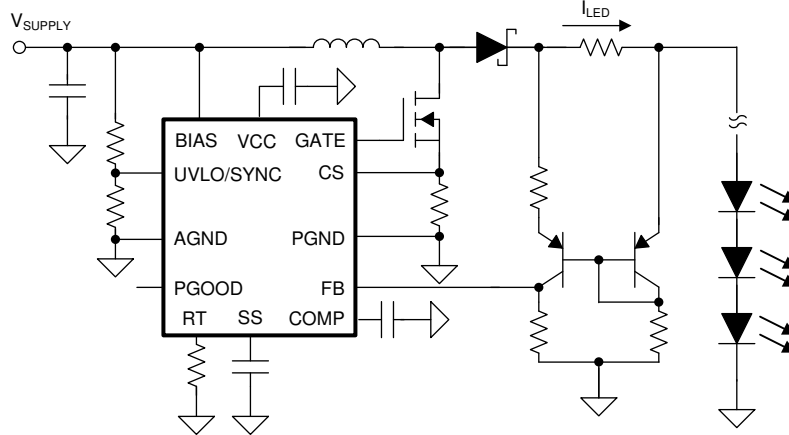 VSUPPLY
ILED
BIAS
VCC
GATE
UVLO/SYNC
CS
AGND
PGND
PGOOD
FB
RT
SS
COMP